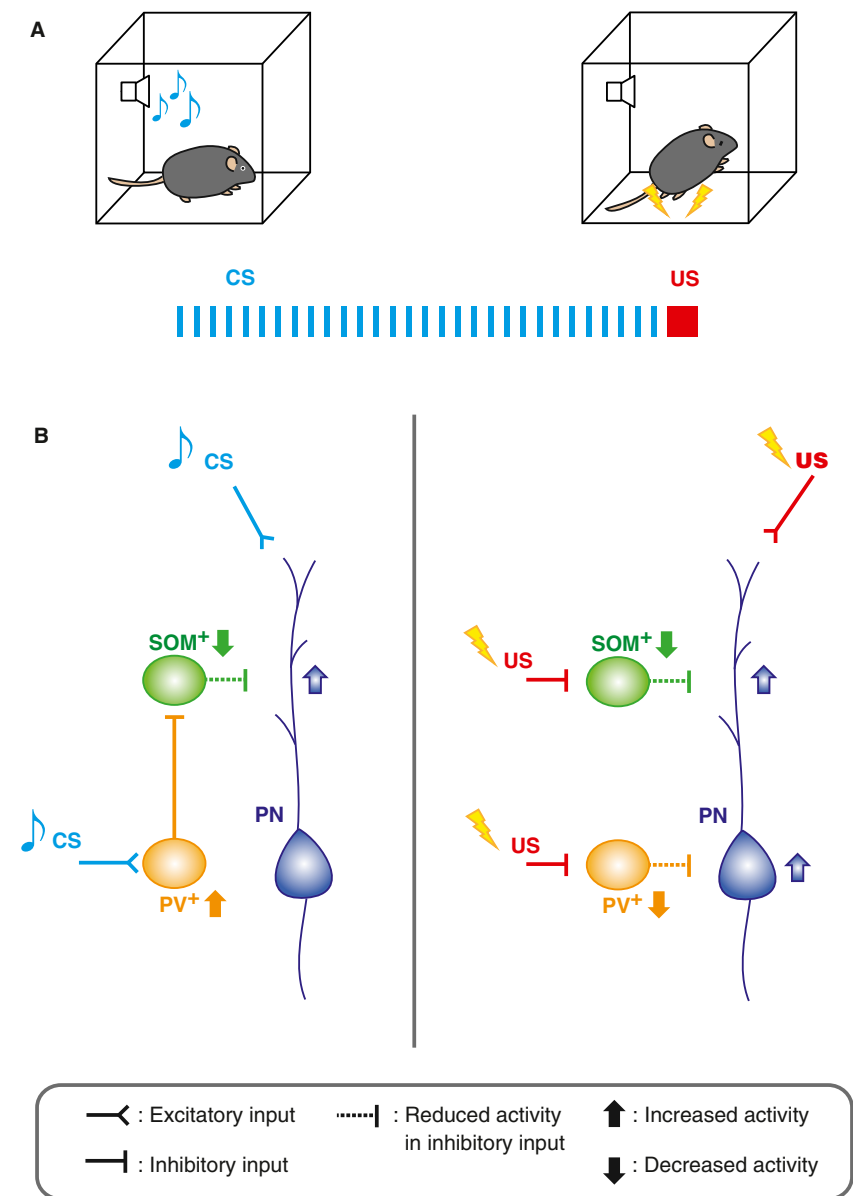 A
CS
US
B
CS
US
SOM+
SOM+
US
PN
PN
CS
US
PV+
PV+
: Excitatory input
: Reduced activity
in inhibitory input
: Increased activity
: Inhibitory input
: Decreased activity